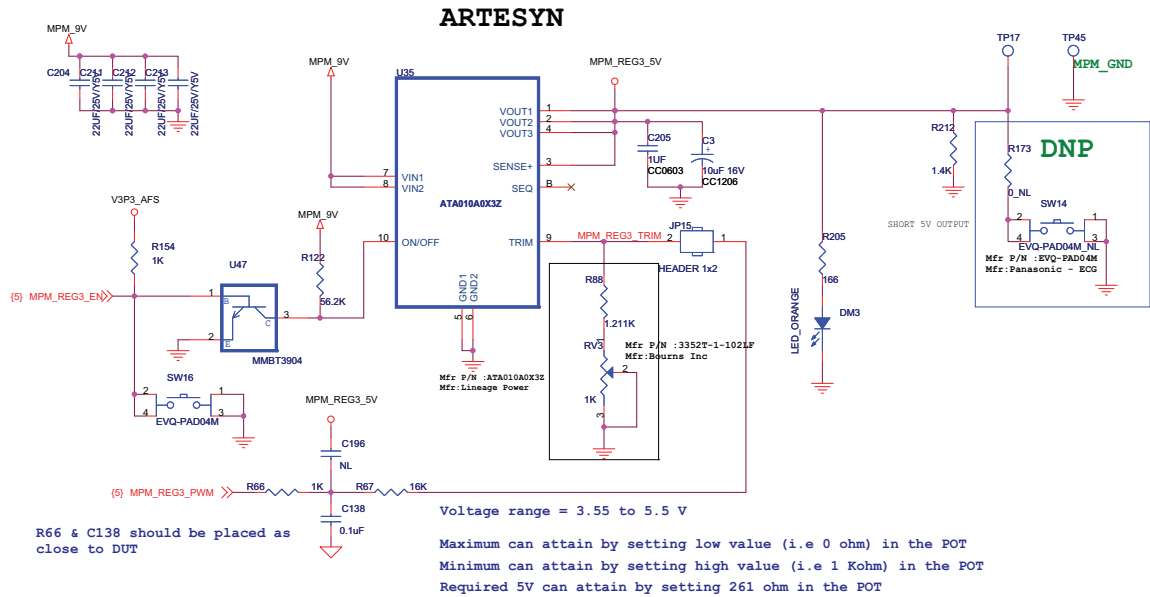 ARTESYN
MPM_9V
C204
C211
C212
C213
22UF/25V/Y5V
22UF/25V/Y5V
22UF/25V/Y5V
22UF/25V/Y5V
MPM_9V
U35
VOUT1
VOUT2
VOUT3
SENSE+
SEQ
TRIM
VIN1
VIN2
ON/OFF
GND1
GND2
ATA010A0X3Z
1
2
4
3
B
9
7
8
10
5
6
Mfr P/N :ATA010A0X3Z
Mfr:Lineage Power
MPM_REG3_5V
C205
1UF
CC0603
C3
+
10uF 16V
CC1206
TP17
TP45
MPM_GND
R212
1.4K
DNP
R173
0_NL
SW14
2
4
1
3
EVQ-PAD04M_NL
Mfr P/N :EVQ-PAD04M
Mfr:Panasonic - ECG
SHORT 5V OUTPUT
R205
166
LED_ORANGE
DM3
MPM_REG3_TRIM
JP15
2
1
HEADER 1x2
R88
1.211K
RV3
Mfr P/N :3352T-1-102LF
Mfr:Bourns Inc
2
1K
3
V3P3_AFS
R154
1K
{5} MPM_REG3_EN
U47
1
B
2
E
C
3
MMBT3904
MPM_9V
R122
56.2K
SW16
2
4
1
3
EVQ-PAD04M
MPM_REG3_5V
C196
NL
{5} MPM_REG3_PWM
R66
1K
R67
16K
C138
0.1uF
R66 & C138 should be placed as
close to DUT
Voltage range = 3.55 to 5.5 V
Maximum can attain by setting low value (i.e 0 ohm) in the POT
Minimum can attain by setting high value (i.e 1 Kohm) in the POT
Required 5V can attain by setting 261 ohm in the POT